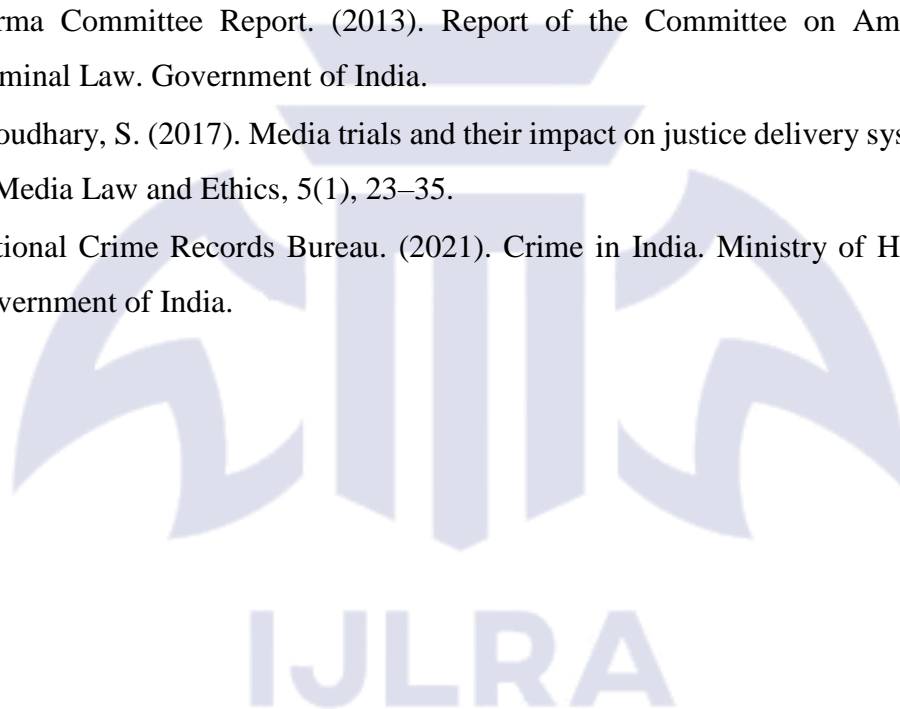 rma Committee Report. (2013). Report of the Committee on Am
minal Law. Government of India.
oudhary, S. (2017). Media trials and their impact on justice delivery sys
Media Law and Ethics, 5(1), 23–35.
tional Crime Records Bureau. (2021). Crime in India. Ministry of H
vernment of India.
IJLRA